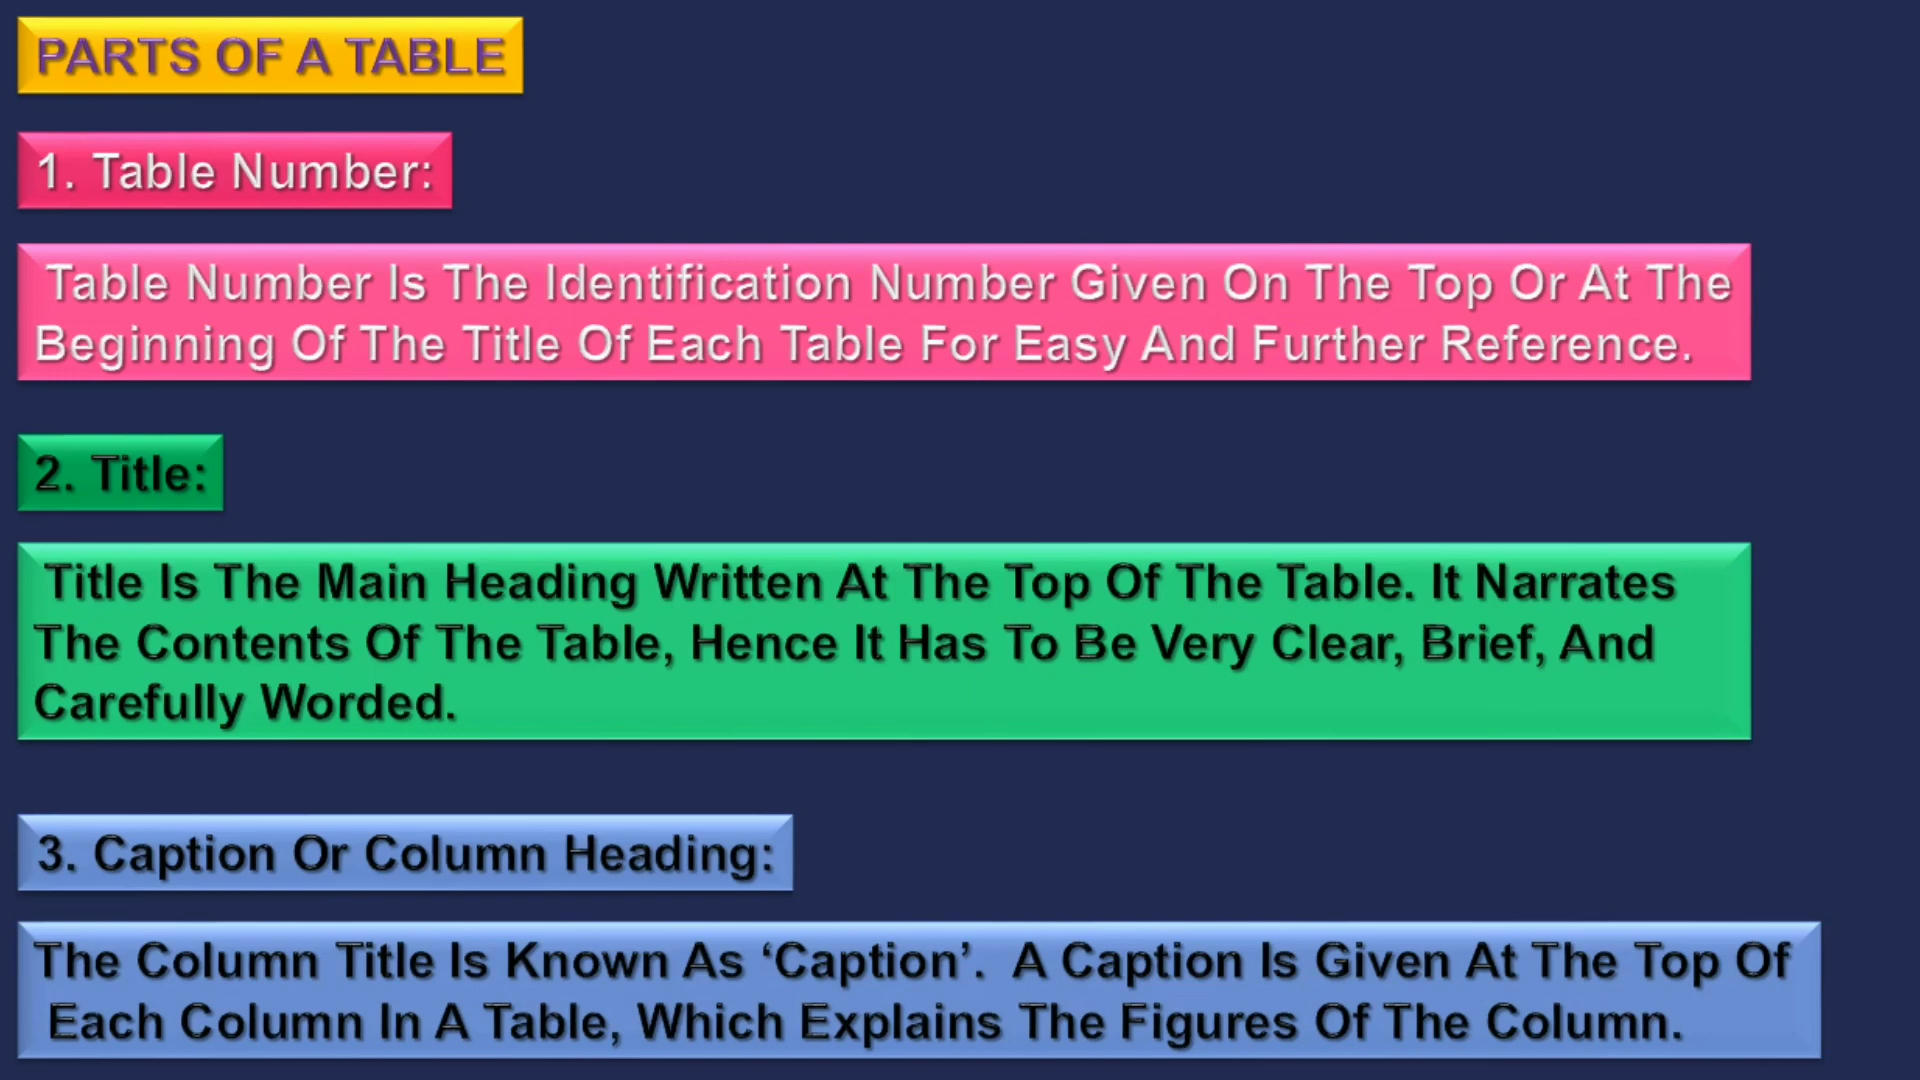 PARTS OF A TABLE
1. Table Number:
Table Number Is The Identification Number Given On The Top Or At The
Beginning Of The Title Of Each Table For Easy And Further Reference.
2. Title:
Title Is The Main Heading Written At The Top Of The Table. It Narrates
The Contents Of The Table, Hence It Has To Be Very Clear, Brief, And
Carefully Worded.
3. Caption Or Column Heading:
The Column Title Is Known As ‘Caption’.  A Caption Is Given At The Top Of
Each Column In A Table, Which Explains The Figures Of The Column.